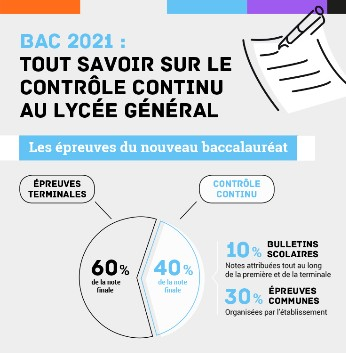 BAC 2021 :
TOUT SAVOIR SUR LE
CONTRÔLE CONTINU
AU LYCÉE GÉNÉRAL
Les épreuves du nouveau baccalauréat
ÉPREUVES
TERMINALES
CONTRÔLE
CONTINU
60%
de la note
finale
40%
de la note
finale
10% BULLETINS
SCOLAIRES
Notes attribuées tout au long
de la première et de la terminale
30% ÉPREUVES
COMMUNES
Organisées par l'établissement